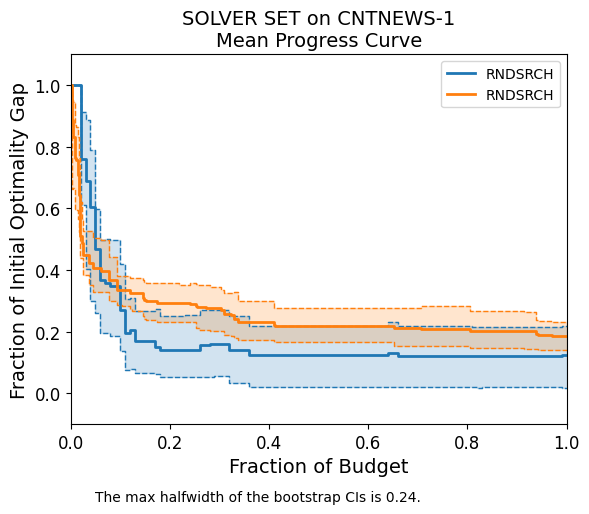 SOLVER SET on CNTNEWS-1
Mean Progress Curve
RNDSRCH
RNDSRCH
Fraction of Initial Optimality Gap
1.0
0.8
0.6
0.4
0.2
0.0
0.0 0.2 0.4 0.6 0.8 1.0
Fraction of Budget
The max halfwidth of the bootstrap CIs is 0.24.